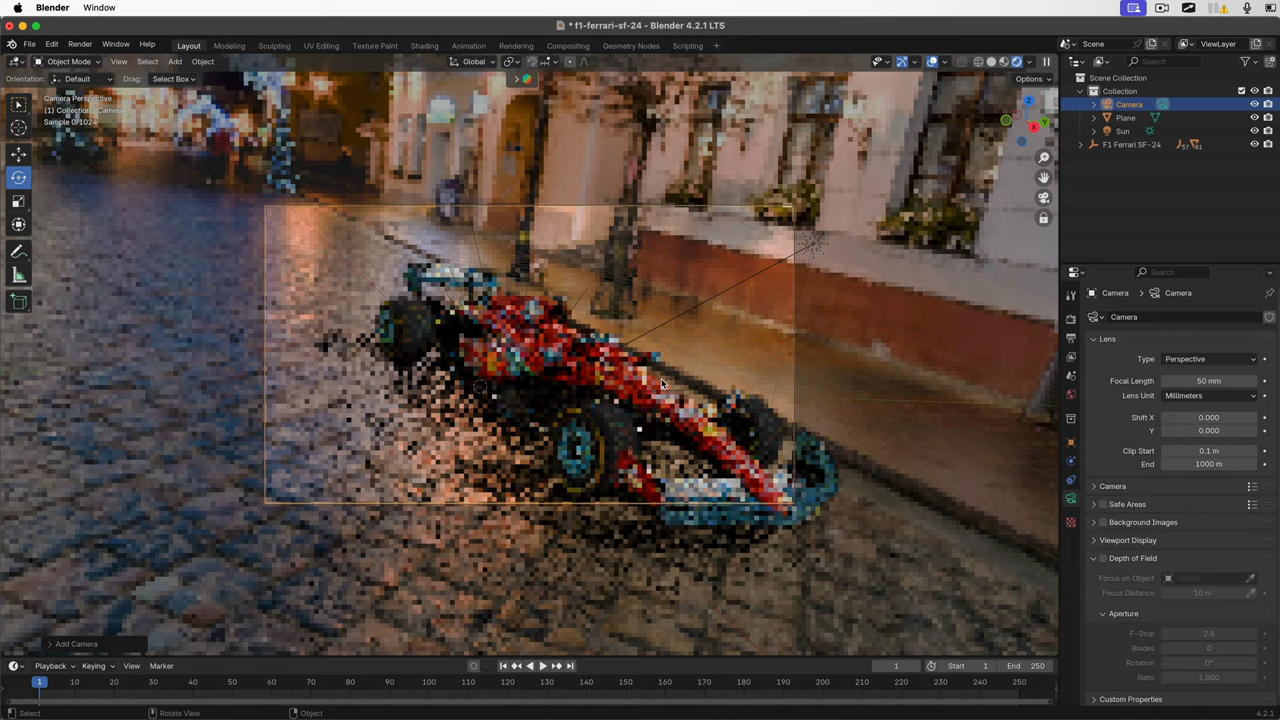 Blender Window
* f1-ferrari-sf-24 - Blender 4.2.1 LTS
File Edit Render Window Help Layout Modeling Sculpting UV Editing Texture Paint Shading Animation Rendering Compositing Geometry Nodes Scripting + Scene ViewLayer
Object Mode View Select Add Object Global Search
Orientation: Default Drag: Select Box Options
Scene Collection
Collection
Camera
Plane
Sun
F1 Ferrari SF-24 57 81
Camera Perspective
(1) Collection | Camera
Sample 0/1024
Z
Y
X
Search
Camera > Camera
Camera
Lens
Type Perspective
Focal Length 50 mm
Lens Unit Millimeters
Shift X 0.000
Y 0.000
Clip Start 0.1 m
End 1000 m
Camera
Safe Areas
Background Images
Viewport Display
Depth of Field
Focus on Object Object
Focus Distance 10 m
Aperture
F-Stop 2.8
Blades 0
Rotation 0°
Ratio 1.000
Custom Properties
> Add Camera
Playback Keying View Marker 1 Start 1 End 250
1 10 20 30 40 50 60 70 80 90 100 110 120 130 140 150 160 170 180 190 200 210 220 230 240 250
Select Rotate View Object 4.2.1